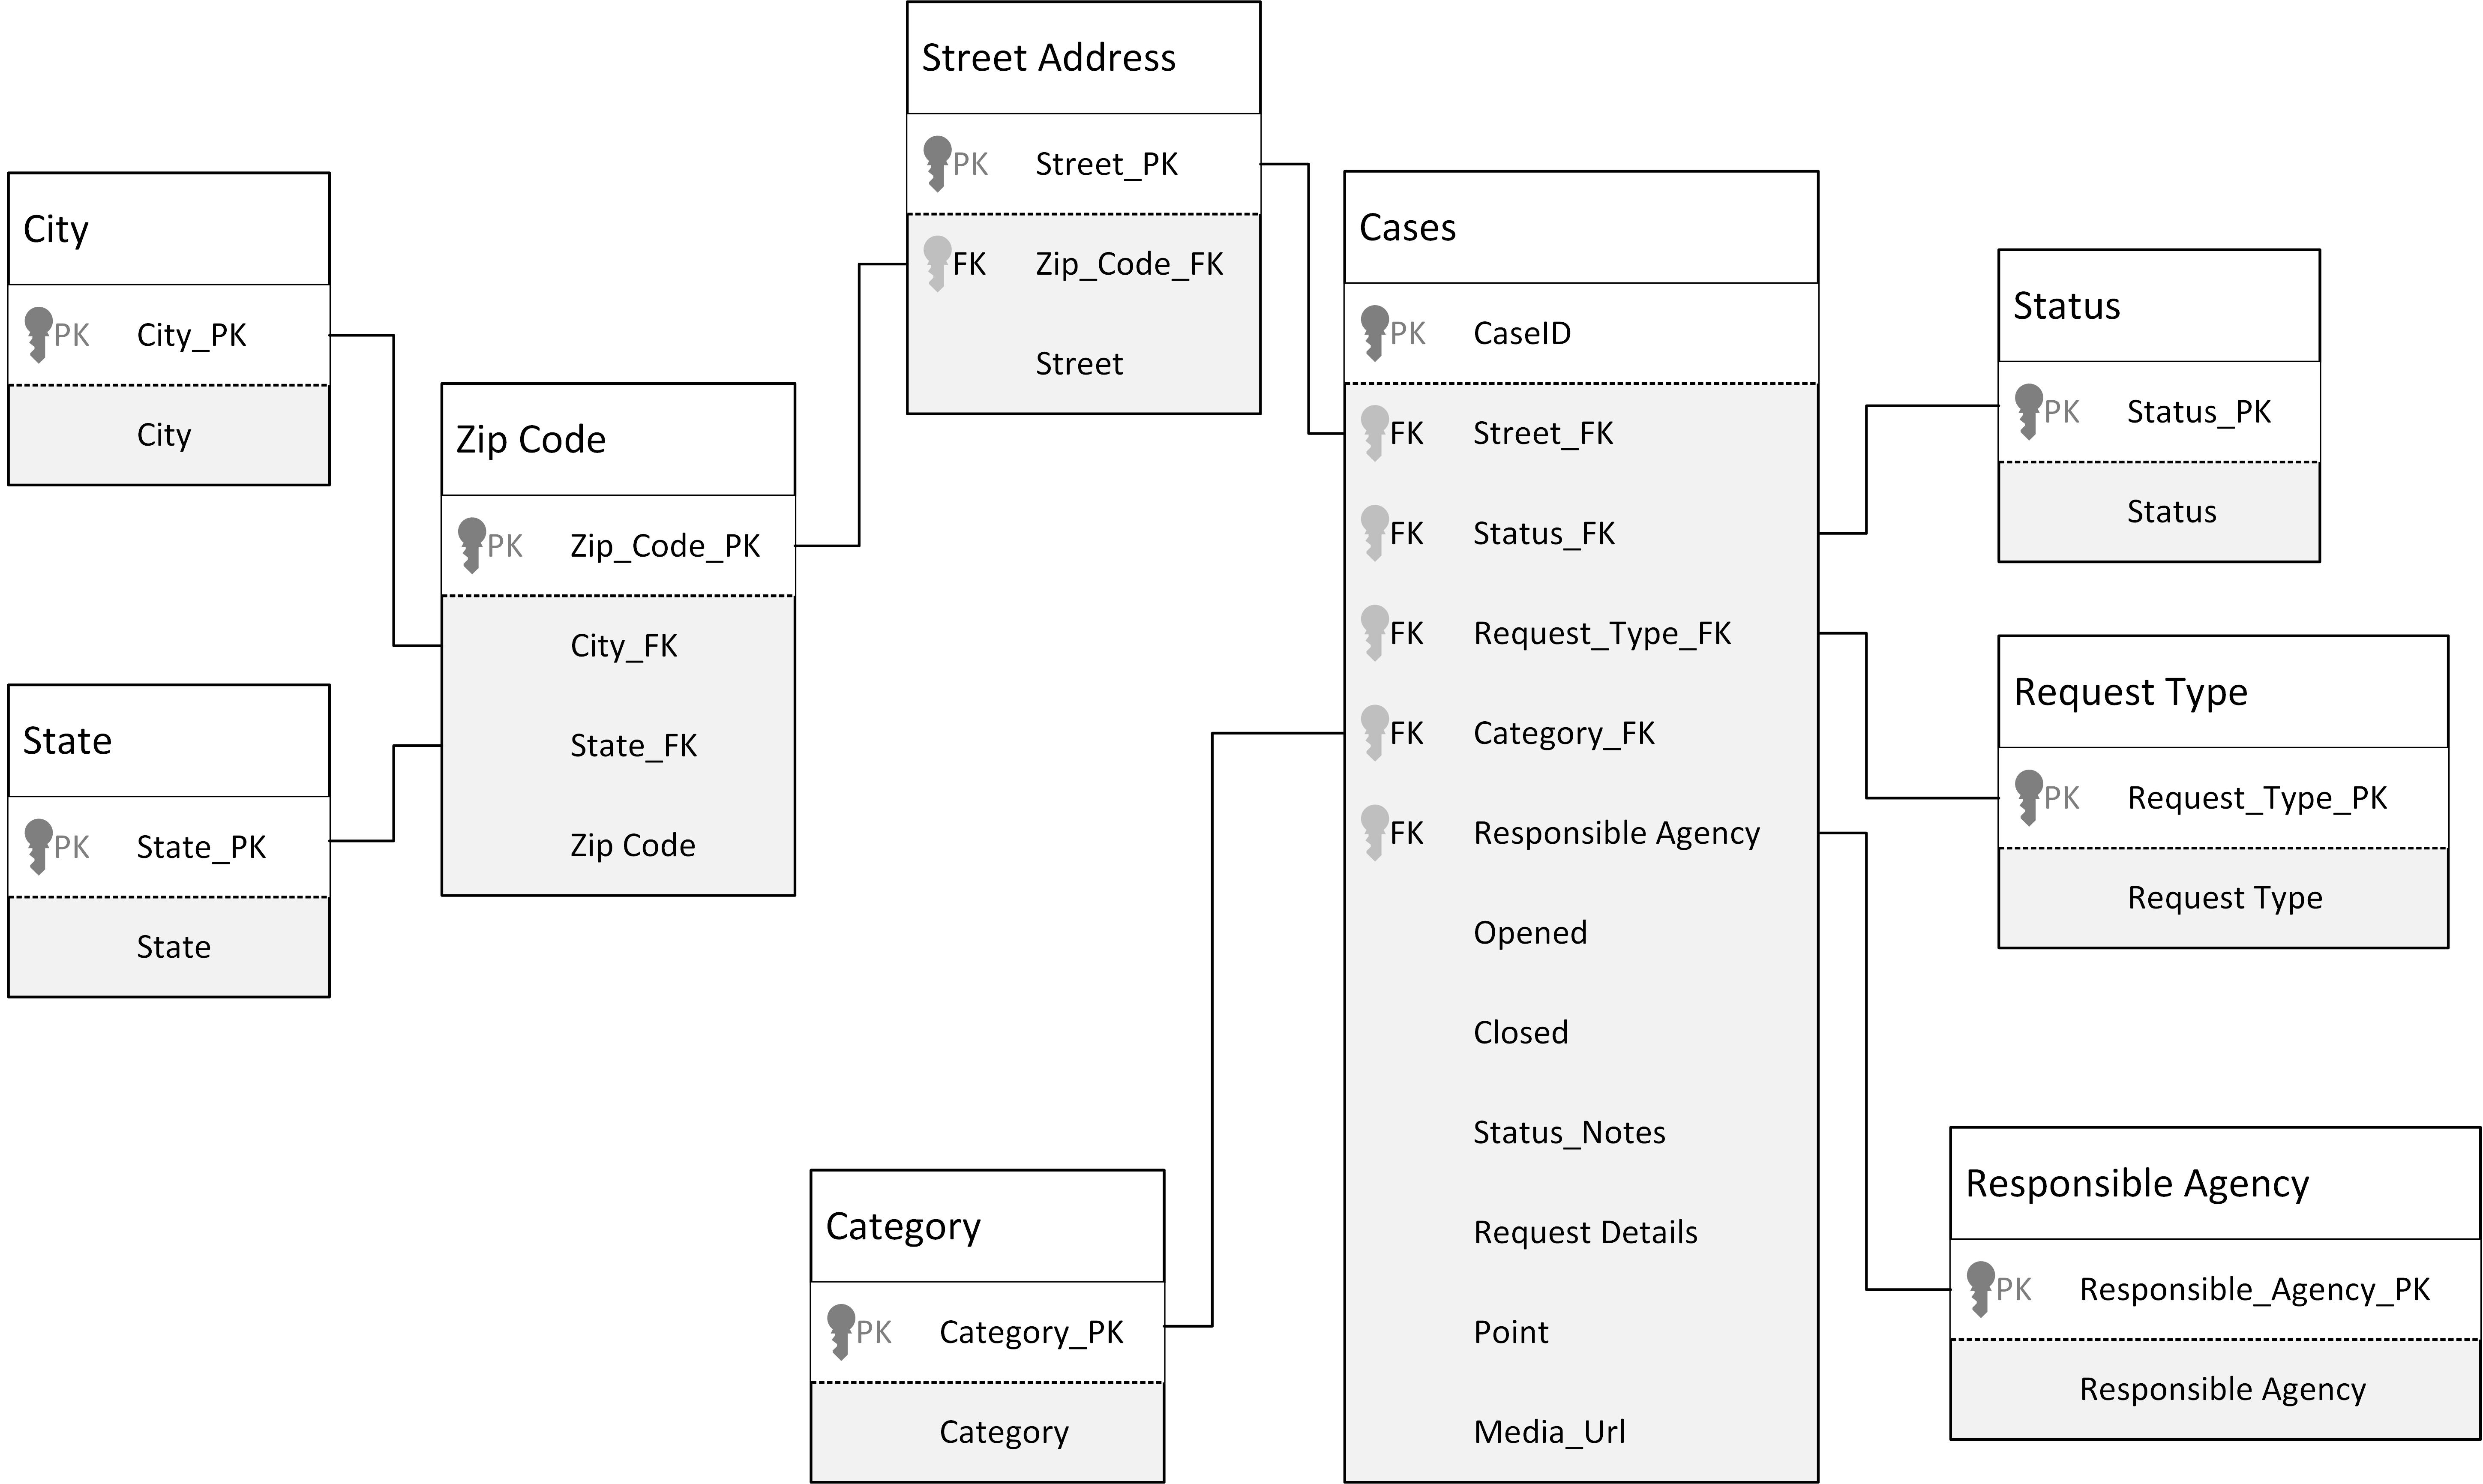 Street Address
PK Street_PK
FK Zip_Code_FK
Street
City
PK City_PK
City
Zip Code
PK Zip_Code_PK
City_FK
State_FK
Zip Code
State
PK State_PK
State
Cases
PK CaseID
FK Street_FK
FK Status_FK
FK Request_Type_FK
FK Category_FK
FK Responsible Agency
Opened
Closed
Status_Notes
Request Details
Point
Media_Url
Status
PK Status_PK
Status
Request Type
PK Request_Type_PK
Request Type
Responsible Agency
PK Responsible_Agency_PK
Responsible Agency
Category
PK Category_PK
Category